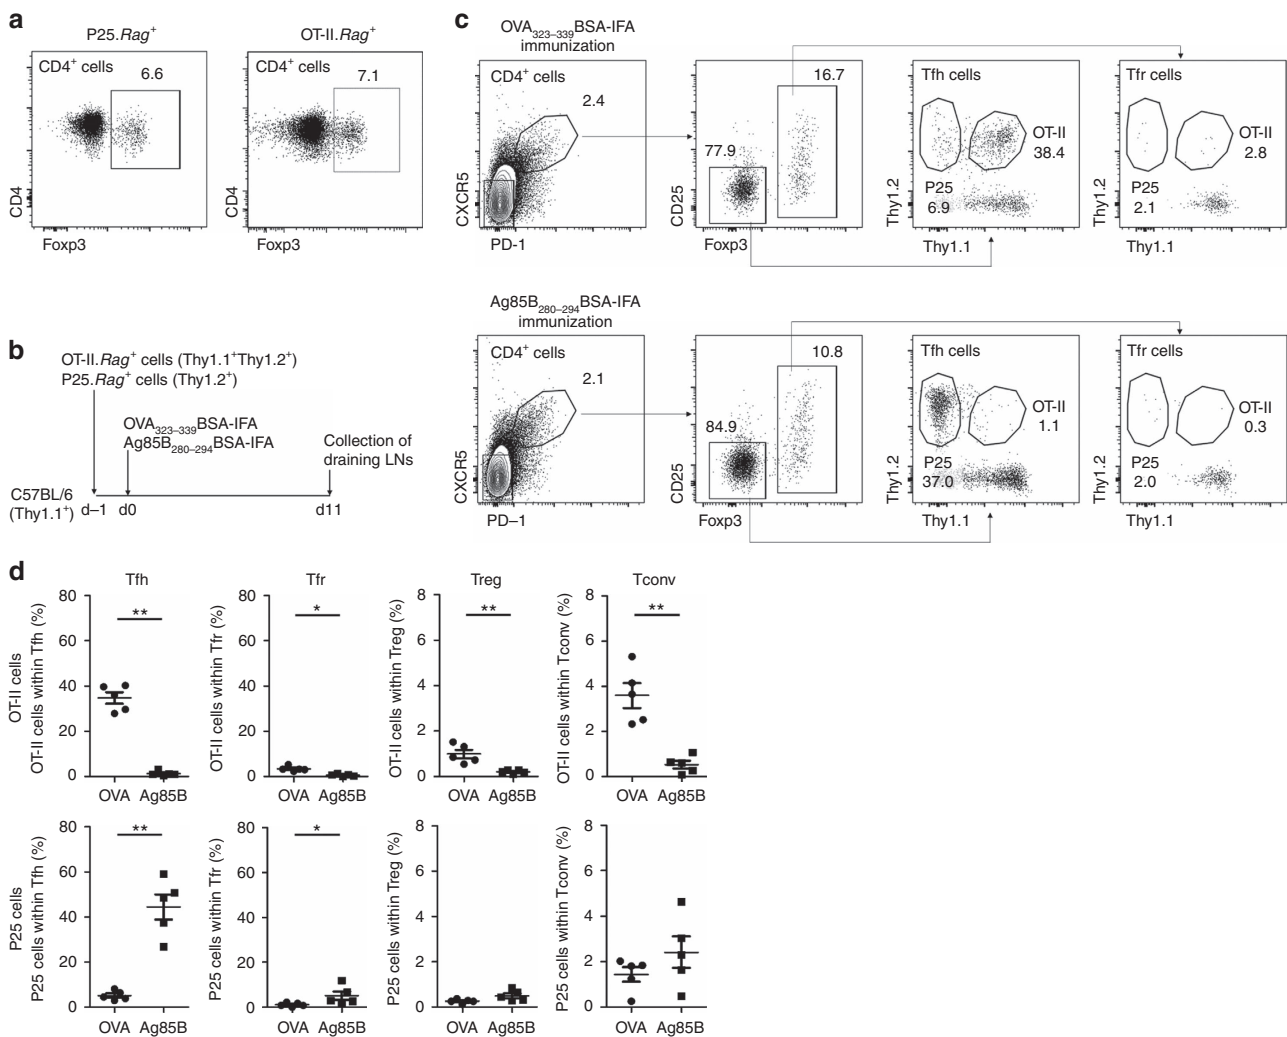 a
P25.Rag⁺
OT-II.Rag⁺
CD4⁺ cells
6.6
CD4
Foxp3
CD4⁺ cells
7.1
CD4
Foxp3
b
OT-II.Rag⁺ cells (Thy1.1⁺Thy1.2⁺)
P25.Rag⁺ cells (Thy1.2⁺)
OVA₃₂₃₋₃₃₉BSA-IFA
Ag85B₂₈₀₋₂₉₄BSA-IFA
Collection of
draining LNs
C57BL/6
(Thy1.1⁺)
d–1
d0
d11
c
OVA₃₂₃₋₃₃₉BSA-IFA
immunization
CD4⁺ cells
2.4
CXCR5
PD-1
16.7
77.9
CD25
Foxp3
Tfh cells
OT-II
38.4
P25
6.9
Thy1.2
Thy1.1
Tfr cells
OT-II
2.8
P25
2.1
Thy1.2
Thy1.1
Ag85B₂₈₀₋₂₉₄BSA-IFA
immunization
CD4⁺ cells
2.1
CXCR5
PD–1
10.8
84.9
CD25
Foxp3
Tfh cells
OT-II
1.1
P25
37.0
Thy1.2
Thy1.1
Tfr cells
OT-II
0.3
P25
2.0
Thy1.2
Thy1.1
d
Tfh
OT-II cells
OT-II cells within Tfh (%)
80
60
40
20
0
**
OVA Ag85B
Tfr
OT-II cells within Tfr (%)
80
60
40
20
0
*
OVA Ag85B
Treg
OT-II cells within Treg (%)
8
6
4
2
0
**
OVA Ag85B
Tconv
OT-II cells within Tconv (%)
8
6
4
2
0
**
OVA Ag85B
P25 cells
P25 cells within Tfh (%)
80
60
40
20
0
**
OVA Ag85B
P25 cells within Tfr (%)
80
60
40
20
0
*
OVA Ag85B
P25 cells within Treg (%)
8
6
4
2
0
OVA Ag85B
P25 cells within Tconv (%)
8
6
4
2
0
OVA Ag85B